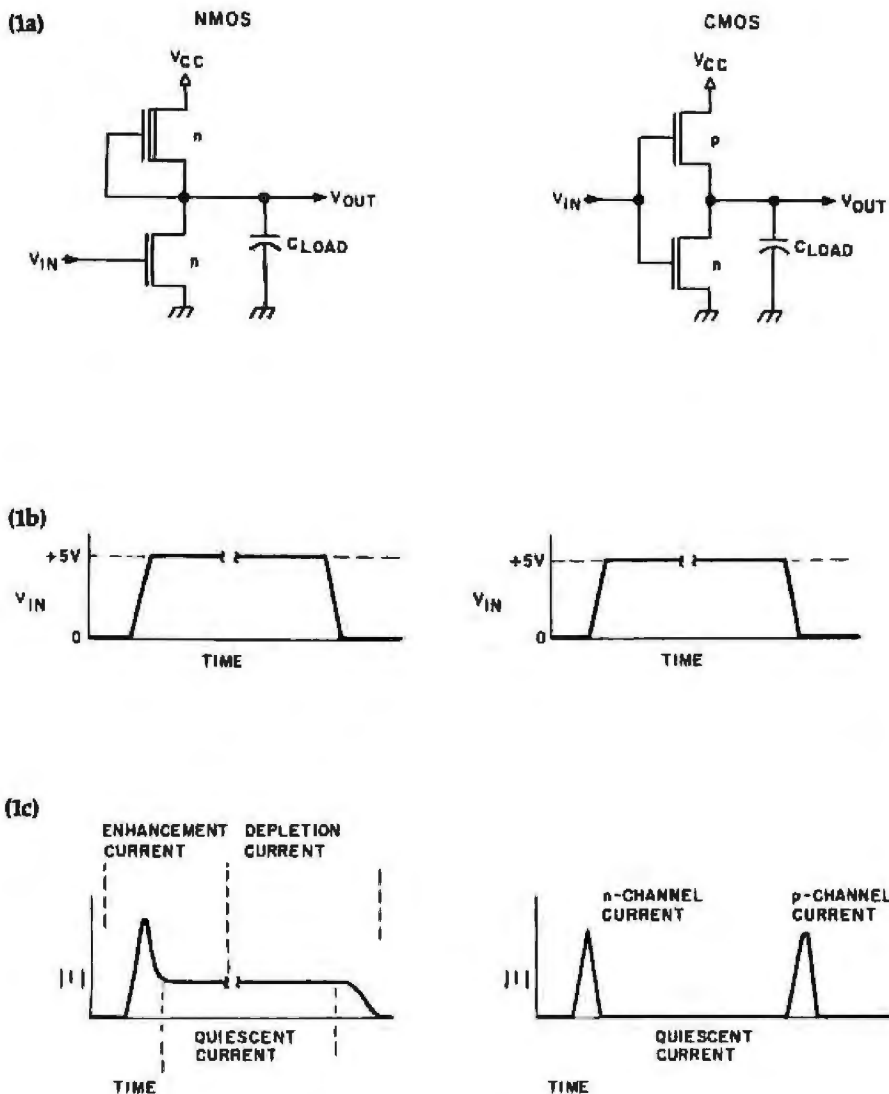 (1a)
NMOS
CMOS
VCC
n
VOUT
CLOAD
VIN
n
VCC
p
VIN
VOUT
CLOAD
n
(1b)
+5V
VIN
0
TIME
+5V
VIN
0
TIME
(1c)
ENHANCEMENT
CURRENT
DEPLETION
CURRENT
|I|
QUIESCENT
CURRENT
TIME
n-CHANNEL
CURRENT
p-CHANNEL
CURRENT
|I|
QUIESCENT
CURRENT
TIME